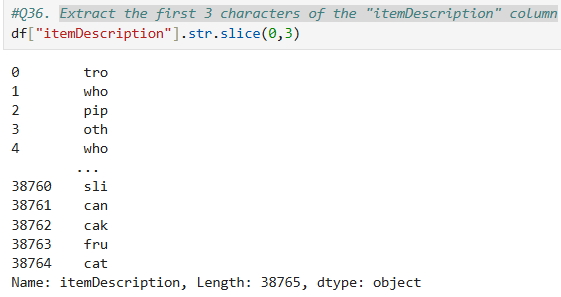 #Q36. Extract the first 3 characters of the "itemDescription" column
df["itemDescription"].str.slice(0,3)
0        tro
1        who
2        pip
3        oth
4        who
        ...
38760    sli
38761    can
38762    cak
38763    fru
38764    cat
Name: itemDescription, Length: 38765, dtype: object